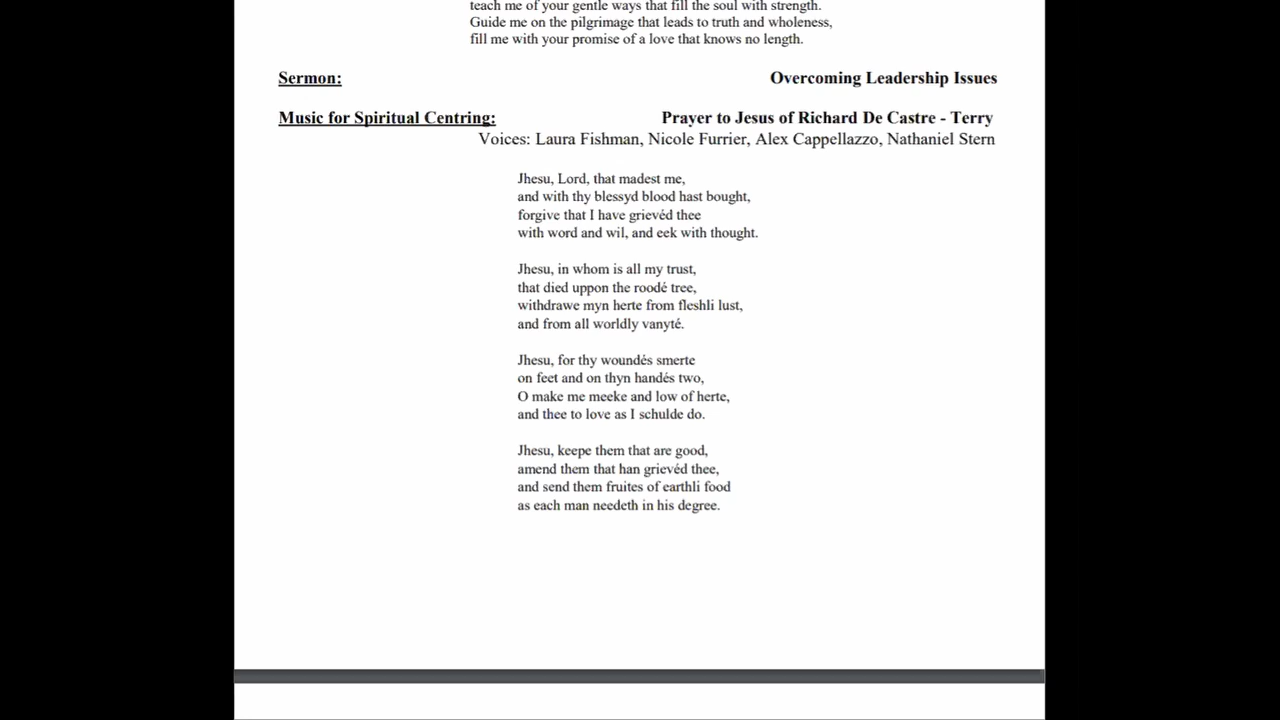 teach me of your gentle ways that fill the soul with strength.
Guide me on the pilgrimage that leads to truth and wholeness,
fill me with your promise of a love that knows no length.
Sermon: Overcoming Leadership Issues
Music for Spiritual Centring: Prayer to Jesus of Richard De Castre - Terry
Voices: Laura Fishman, Nicole Furrier, Alex Cappellazzo, Nathaniel Stern
Jhesu, Lord, that madest me,
and with thy blessyd blood hast bought,
forgive that I have grievéd thee
with word and wil, and eek with thought.
Jhesu, in whom is all my trust,
that died uppon the roodé tree,
withdrawe myn herte from fleshli lust,
and from all worldly vanyté.
Jhesu, for thy woundés smerte
on feet and on thyn handés two,
O make me meeke and low of herte,
and thee to love as I schulde do.
Jhesu, keepe them that are good,
amend them that han grievéd thee,
and send them fruites of earthli food
as each man needeth in his degree.